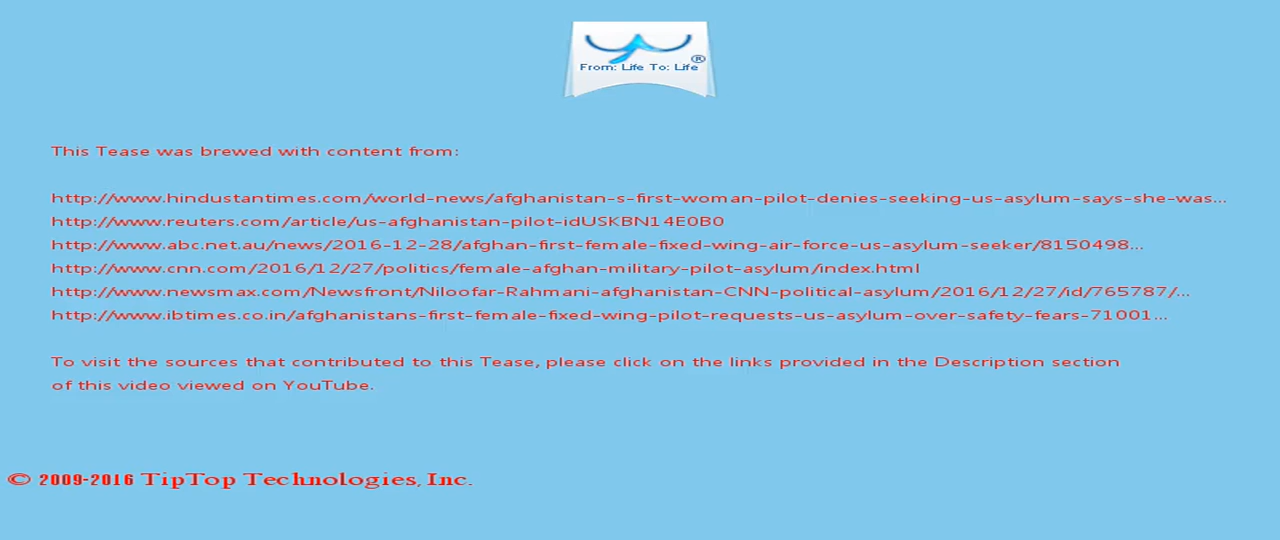 From: Life To: Life ®
This Tease was brewed with content from:
http://www.hindustantimes.com/world-news/afghanistan-s-first-woman-pilot-denies-seeking-us-asylum-says-she-was...
http://www.reuters.com/article/us-afghanistan-pilot-idUSKBN14E0B0
http://www.abc.net.au/news/2016-12-28/afghan-first-female-fixed-wing-air-force-us-asylum-seeker/8150498...
http://www.cnn.com/2016/12/27/politics/female-afghan-military-pilot-asylum/index.html
http://www.newsmax.com/Newsfront/Niloofar-Rahmani-afghanistan-CNN-political-asylum/2016/12/27/id/765787/...
http://www.ibtimes.co.in/afghanistans-first-female-fixed-wing-pilot-requests-us-asylum-over-safety-fears-71001...
To visit the sources that contributed to this Tease, please click on the links provided in the Description section
of this video viewed on YouTube.
© 2009-2016 TipTop Technologies, Inc.